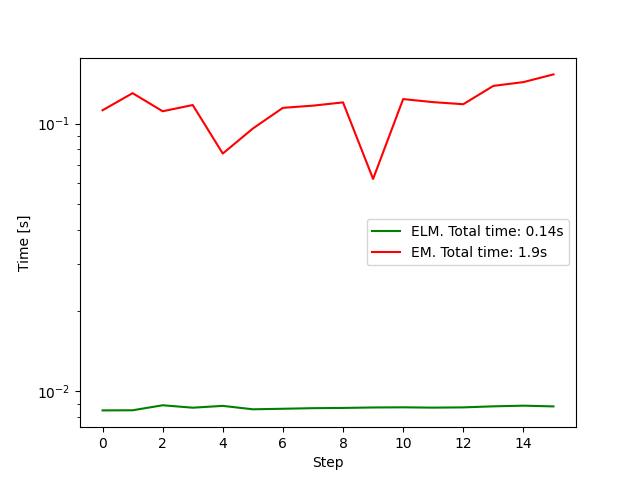 Time [s]
10⁻¹
10⁻²
ELM. Total time: 0.14s
EM. Total time: 1.9s
0 2 4 6 8 10 12 14
Step